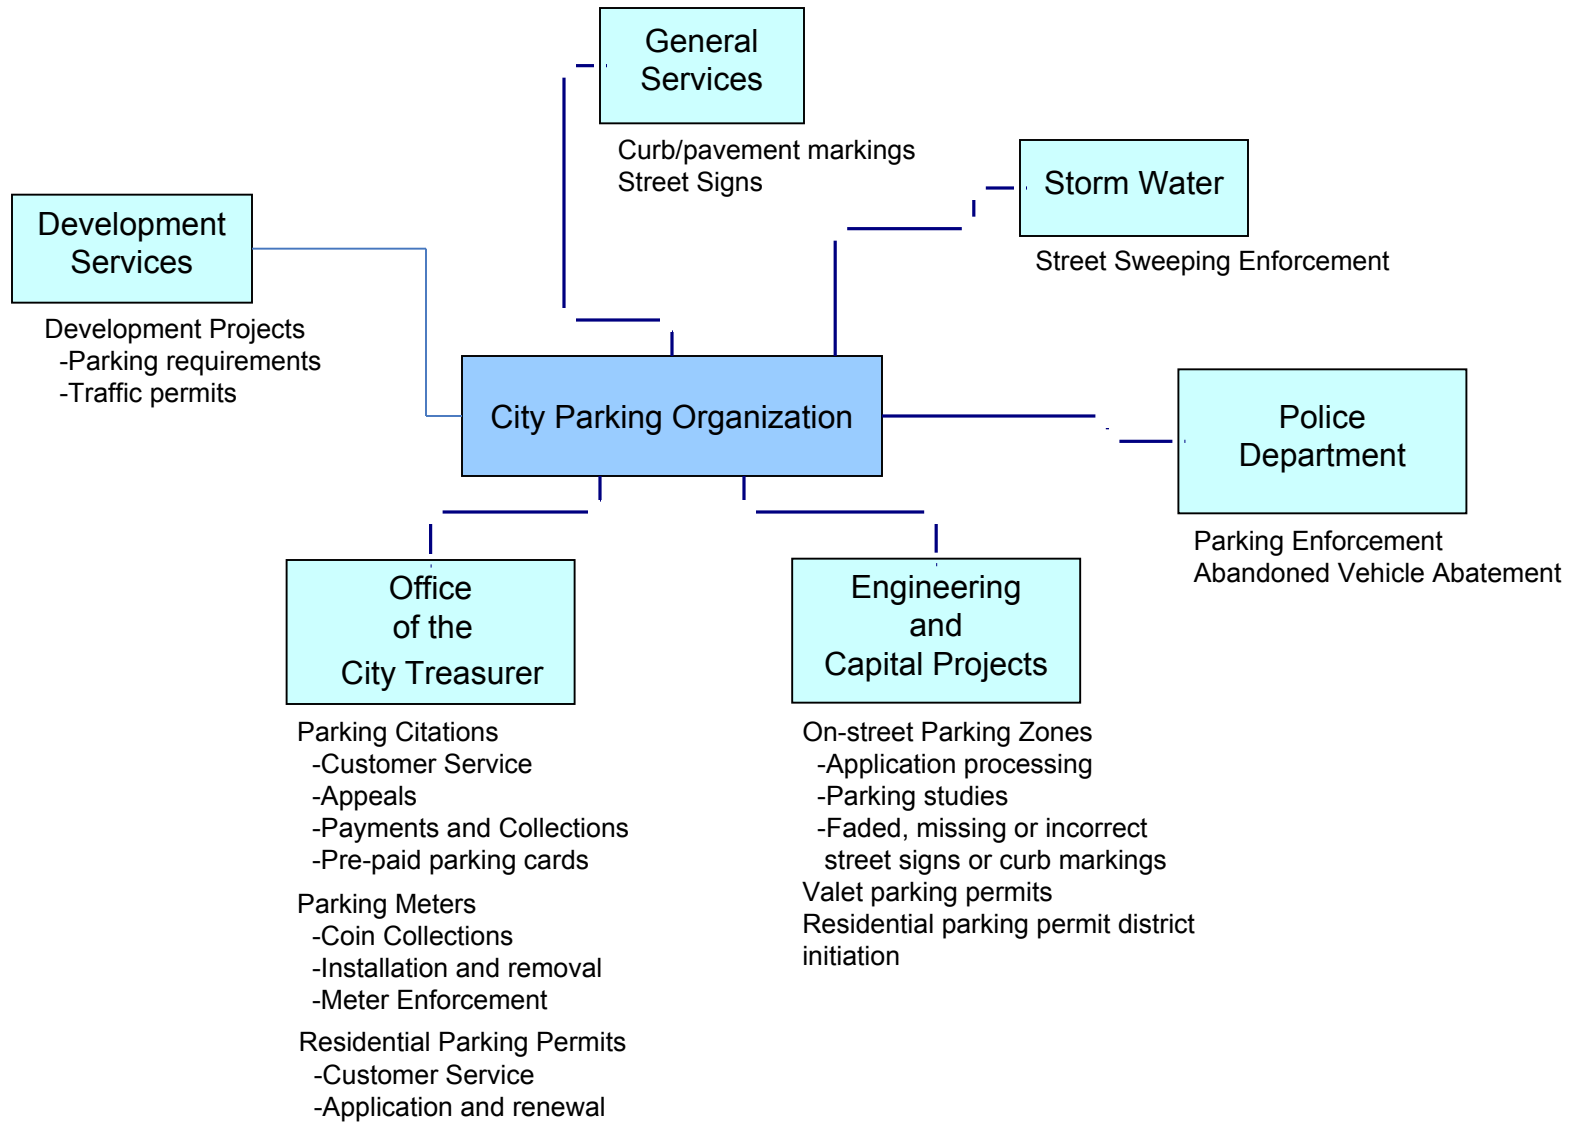 General
Services
Curb/pavement markings
Street Signs
Storm Water
Street Sweeping Enforcement
Development
Services
Development Projects
-Parking requirements
-Traffic permits
City Parking Organization
Police
Department
Parking Enforcement
Abandoned Vehicle Abatement
Office
of the
City Treasurer
Parking Citations
-Customer Service
-Appeals
-Payments and Collections
-Pre-paid parking cards
Parking Meters
-Coin Collections
-Installation and removal
-Meter Enforcement
Residential Parking Permits
-Customer Service
-Application and renewal
Engineering
and
Capital Projects
On-street Parking Zones
-Application processing
-Parking studies
-Faded, missing or incorrect
street signs or curb markings
Valet parking permits
Residential parking permit district
initiation